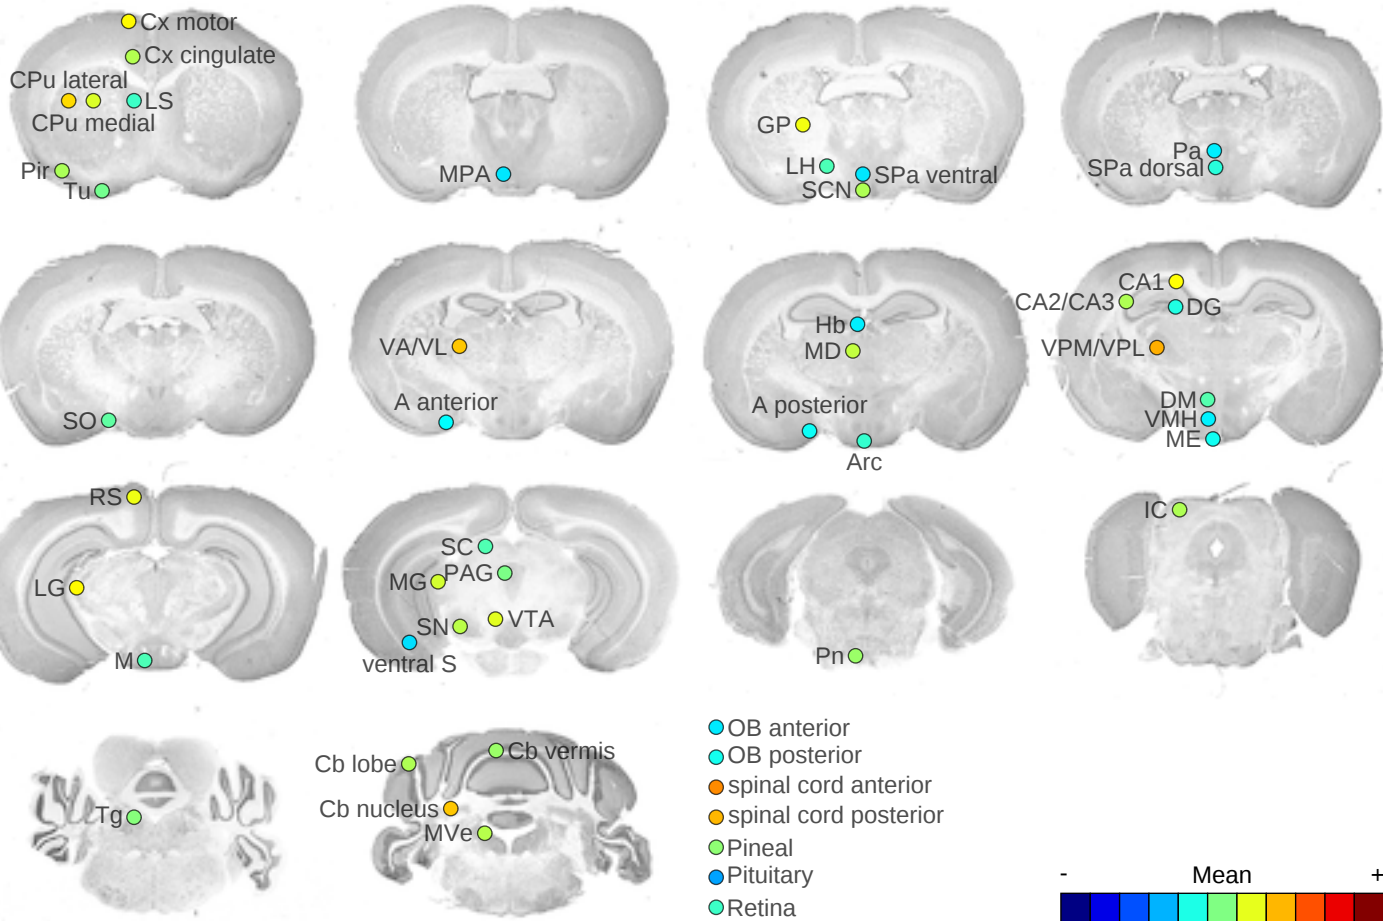 Cx motor
Cx cingulate
CPu lateral
LS
CPu medial
Pir
Tu
MPA
GP
LH
SPa ventral
SCN
Pa
SPa dorsal
SO
VA/VL
A anterior
Hb
MD
A posterior
Arc
CA1
CA2/CA3
DG
VPM/VPL
DM
VMH
ME
RS
LG
M
SC
PAG
MG
VTA
SN
ventral S
Pn
IC
Tg
Cb vermis
Cb lobe
Cb nucleus
MVe
OB anterior
OB posterior
spinal cord anterior
spinal cord posterior
Pineal
Pituitary
Retina
- Mean +